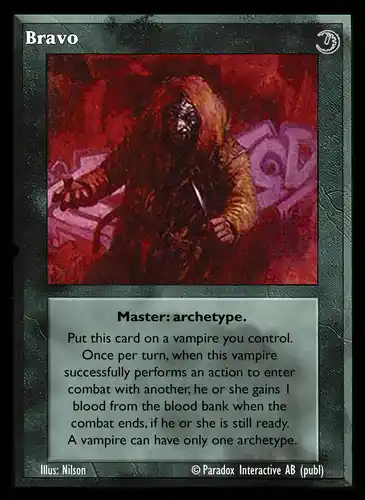 Bravo
Master: archetype.
Put this card on a vampire you control.
Once per turn, when this vampire
successfully performs an action to enter
combat with another, he or she gains 1
blood from the blood bank when the
combat ends, if he or she is still ready.
A vampire can have only one archetype.
Illus: Nilson © Paradox Interactive AB (publ)